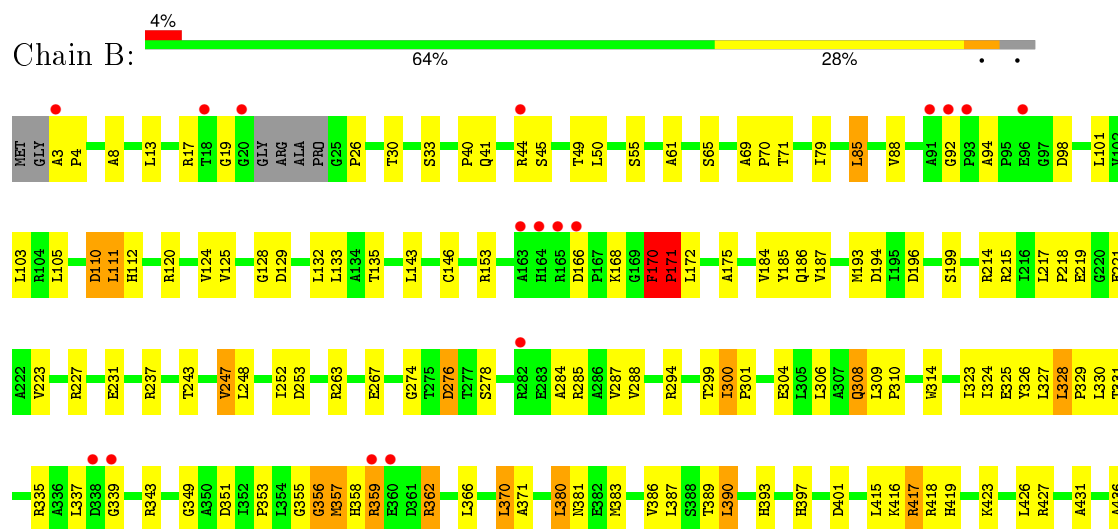 4%
Chain B:
64% 28% • •
MET GLY A3 P4 A8 L13 R17 T18 G19 G20 GLY ARG ALA PRO G25 P26 T30 S33 P40 Q41 R44 S45 T49 L50 S55 A61 S65 A69 P70 T71 I79 L85 V88 A91 G92 P93 A94 P95 E96 G97 D98 L101
L103 R104 L105 D110 L111 H112 R120 V124 V125 G128 D129 L132 L133 A134 T135 L143 C146 R153 A163 H164 R165 D166 P167 K168 G169 F170 P171 L172 A175 V184 Y185 Q186 V187 M193 D194 I195 D196 S199 R214 R215 I216 L217 P218 E219 G220
A222 V223 R227 E231 R237 T243 V247 L248 I252 D253 R263 E267 G274 T275 D276 T277 S278 R282 E283 A284 R285 A286 V287 V288 R294 T299 I300 P301 E304 L305 L306 A307 Q308 L309 P310 W314 I323 I324 E325 Y326 L327 L328 P329 L330 T331
R335 A336 L337 D338 G339 R343 G349 A350 D351 I352 P353 L354 G355 G356 M357 H358 R359 E360 D361 R362 L366 L370 A371 L380 N381 E382 M383 V386 L387 S388 T389 L390 H393 H397 D401 L415 K416 R417 R418 H419 K423 L426 R427 A431